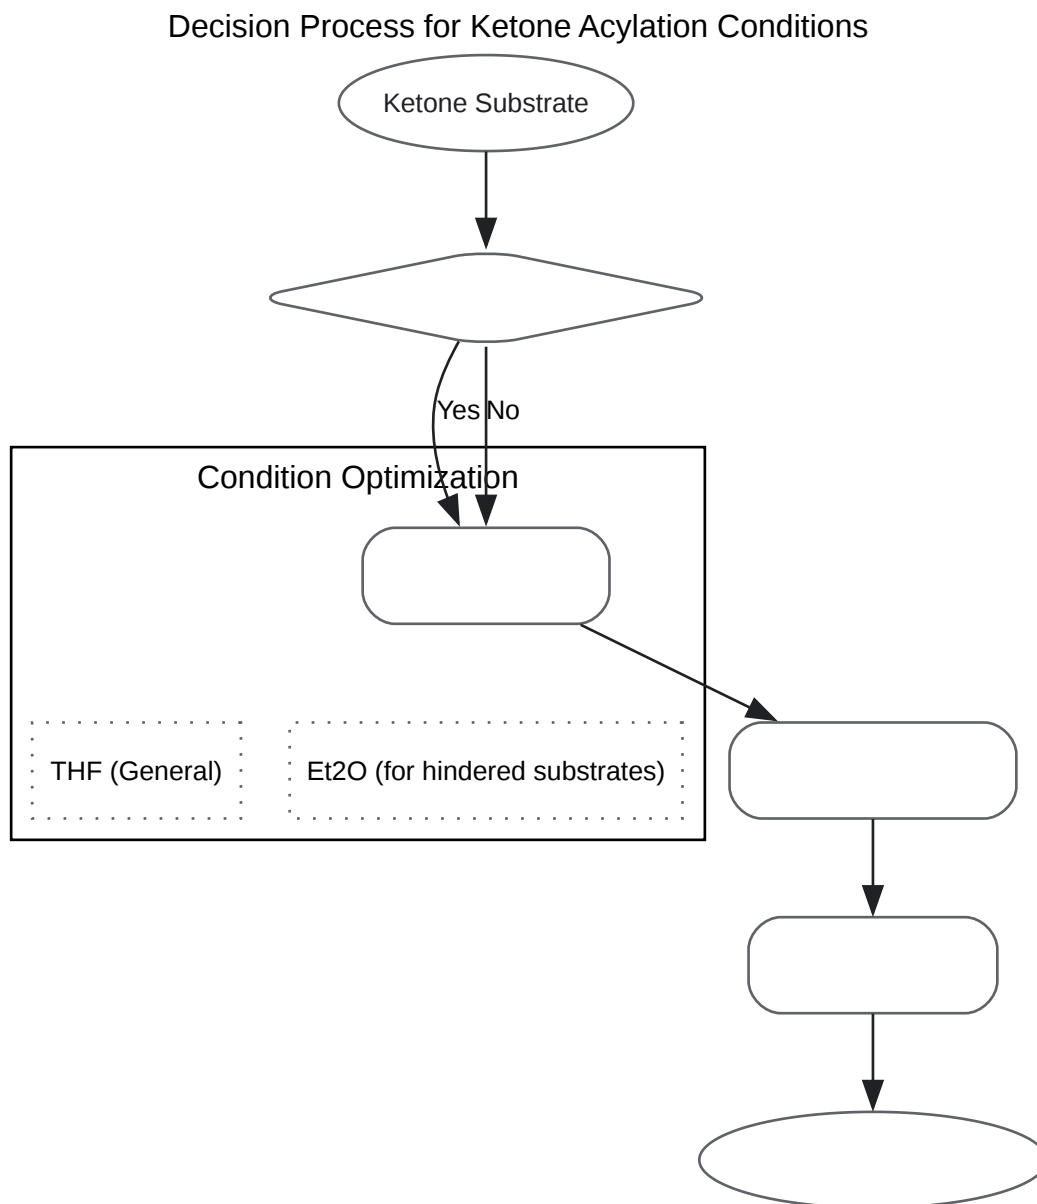 Decision Process for Ketone Acylation Conditions
Ketone Substrate
Yes No
Condition Optimization
THF (General)
Et2O (for hindered substrates)